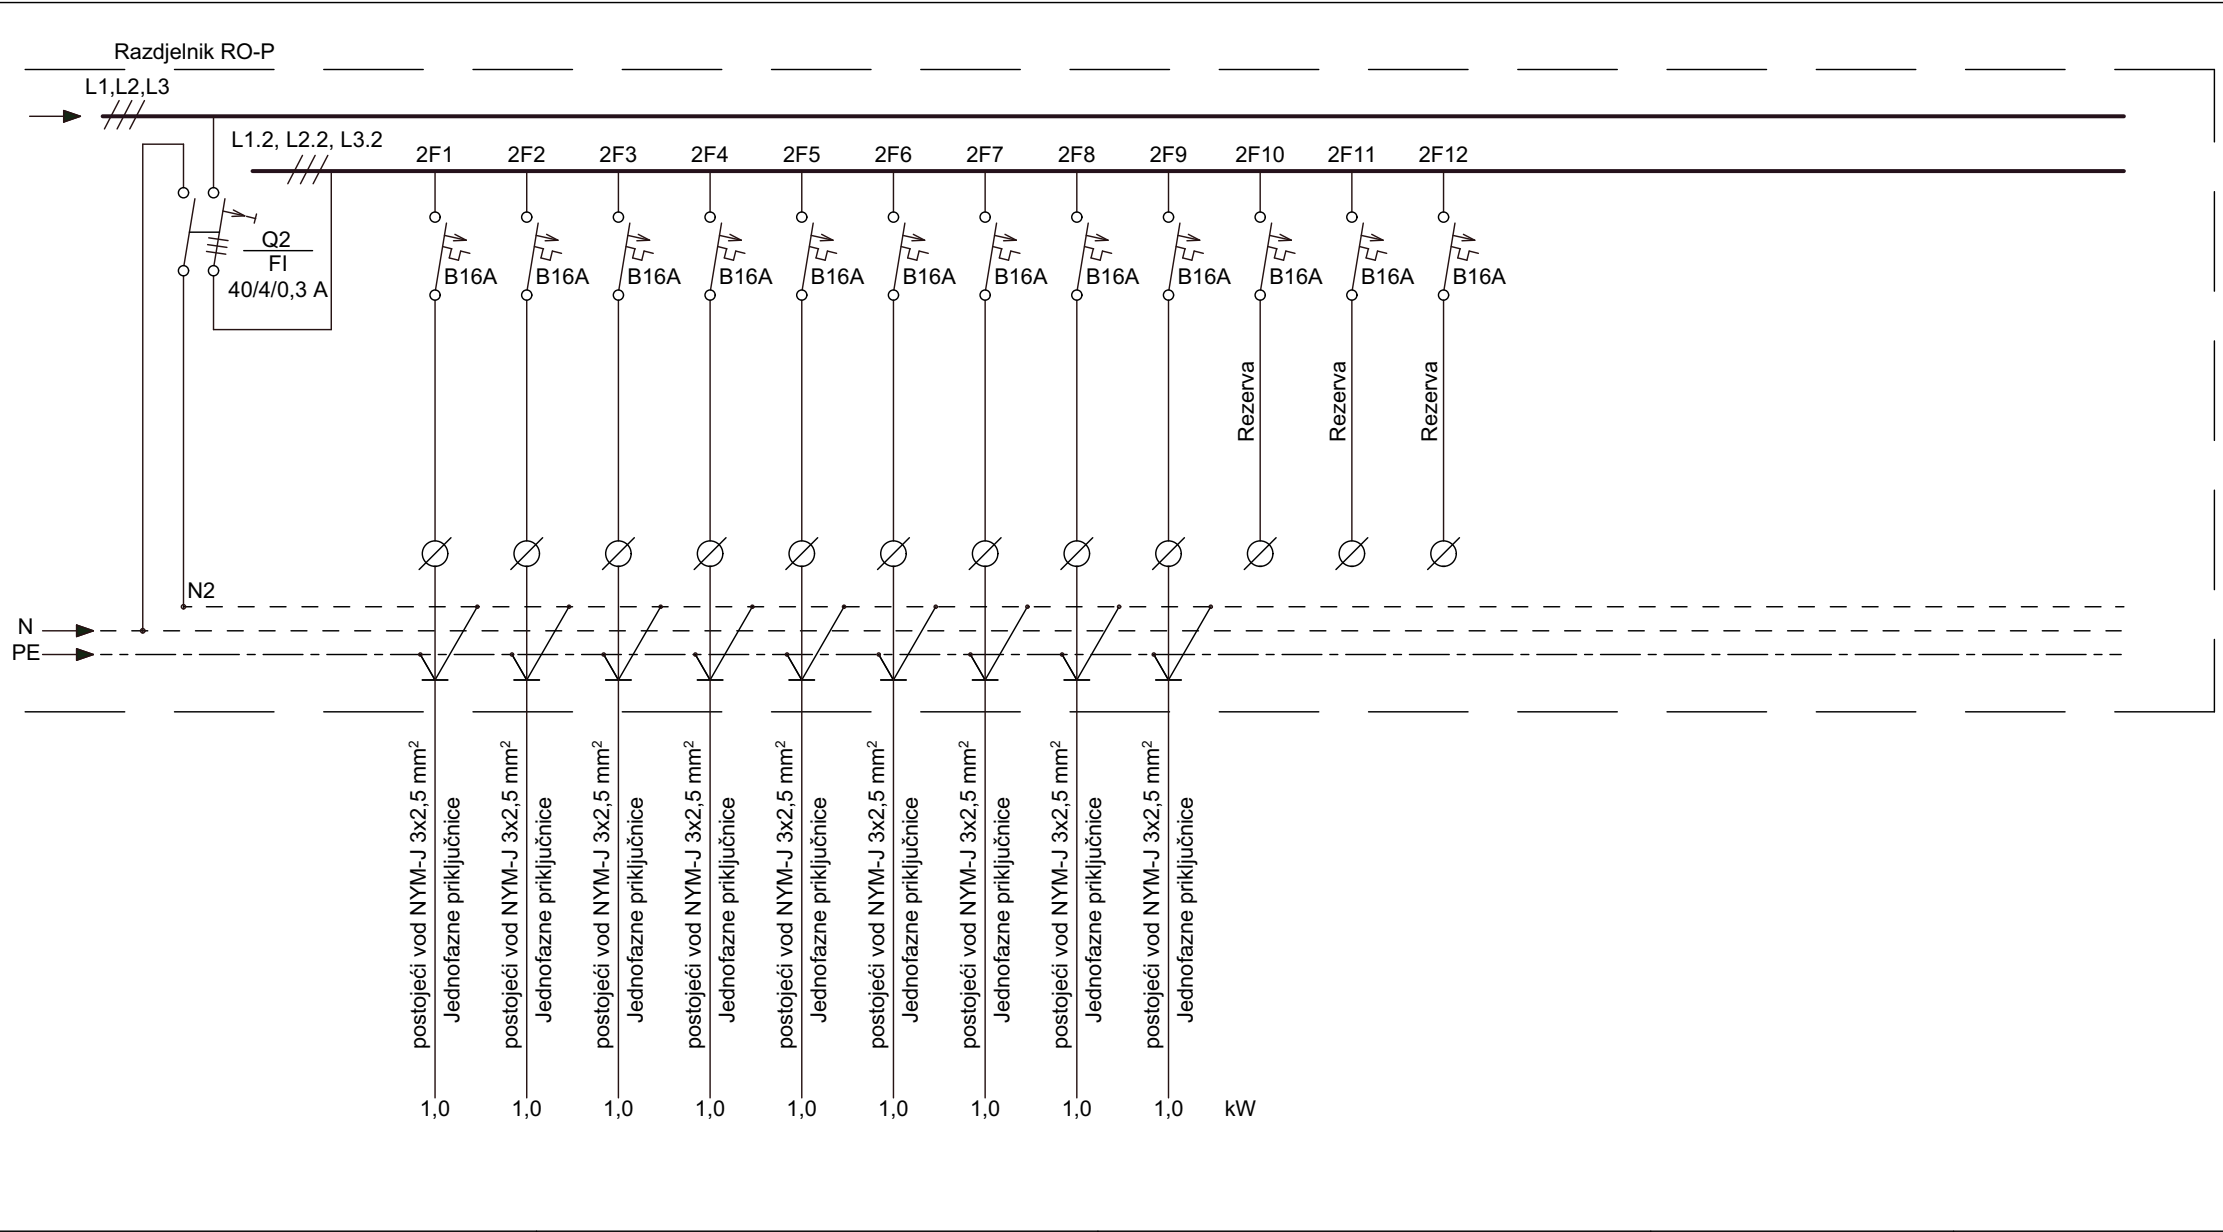 Razdjelnik RO-P
L1,L2,L3
L1.2, L2.2, L3.2
2F1
2F2
2F3
2F4
2F5
2F6
2F7
2F8
2F9
2F10
2F11
2F12
Q2
FI
40/4/0,3 A
B16A
B16A
B16A
B16A
B16A
B16A
B16A
B16A
B16A
B16A
B16A
B16A
Rezerva
Rezerva
Rezerva
N2
N
PE
postojeći vod NYM-J 3x2,5 mm²
Jednofazne priključnice
postojeći vod NYM-J 3x2,5 mm²
Jednofazne priključnice
postojeći vod NYM-J 3x2,5 mm²
Jednofazne priključnice
postojeći vod NYM-J 3x2,5 mm²
Jednofazne priključnice
postojeći vod NYM-J 3x2,5 mm²
Jednofazne priključnice
postojeći vod NYM-J 3x2,5 mm²
Jednofazne priključnice
postojeći vod NYM-J 3x2,5 mm²
Jednofazne priključnice
postojeći vod NYM-J 3x2,5 mm²
Jednofazne priključnice
postojeći vod NYM-J 3x2,5 mm²
Jednofazne priključnice
1,0
1,0
1,0
1,0
1,0
1,0
1,0
1,0
1,0
kW